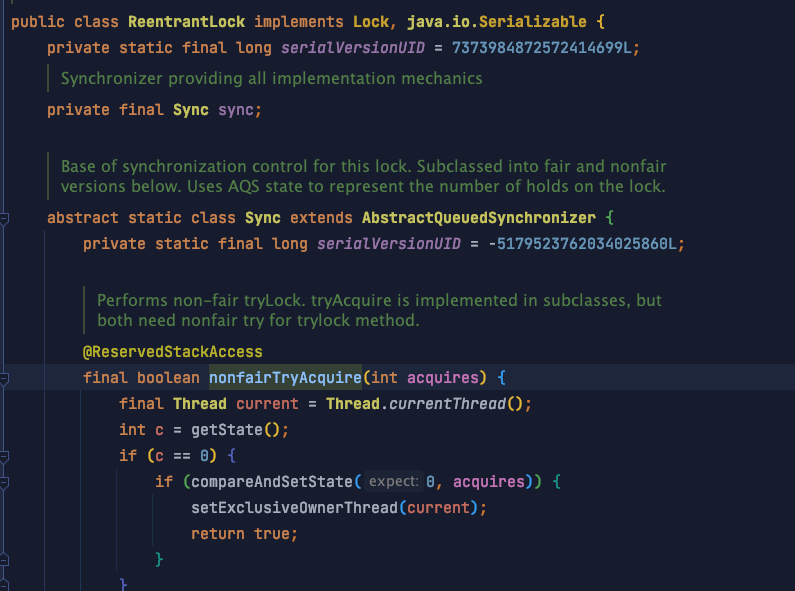 public class ReentrantLock implements Lock, java.io.Serializable {
private static final long serialVersionUID = 7373984872572414699L;
Synchronizer providing all implementation mechanics
private final Sync sync;
Base of synchronization control for this lock. Subclassed into fair and nonfair
versions below. Uses AQS state to represent the number of holds on the lock.
abstract static class Sync extends AbstractQueuedSynchronizer {
private static final long serialVersionUID = -5179523762034025860L;
Performs non-fair tryLock. tryAcquire is implemented in subclasses, but
both need nonfair try for trylock method.
@ReservedStackAccess
final boolean nonfairTryAcquire(int acquires) {
final Thread current = Thread.currentThread();
int c = getState();
if (c == 0) {
if (compareAndSetState( expect: 0, acquires)) {
setExclusiveOwnerThread(current);
return true;
}
}